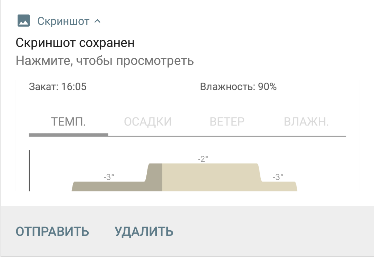 Скриншот
Скриншот сохранен
Нажмите, чтобы просмотреть
Закат: 16:05 Влажность: 90%
ТЕМП. ОСАДКИ ВЕТЕР ВЛАЖН.
-2°
-3° -3°
ОТПРАВИТЬ УДАЛИТЬ